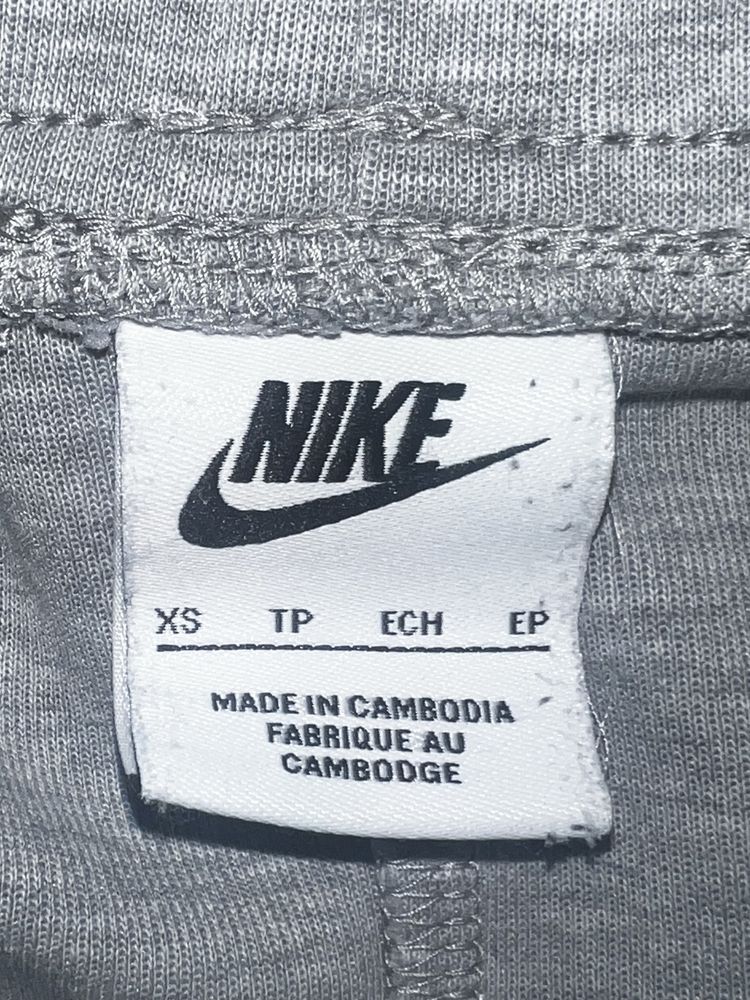 NIKE
XS TP ECH EP
MADE IN CAMBODIA
FABRIQUE AU
CAMBODGE